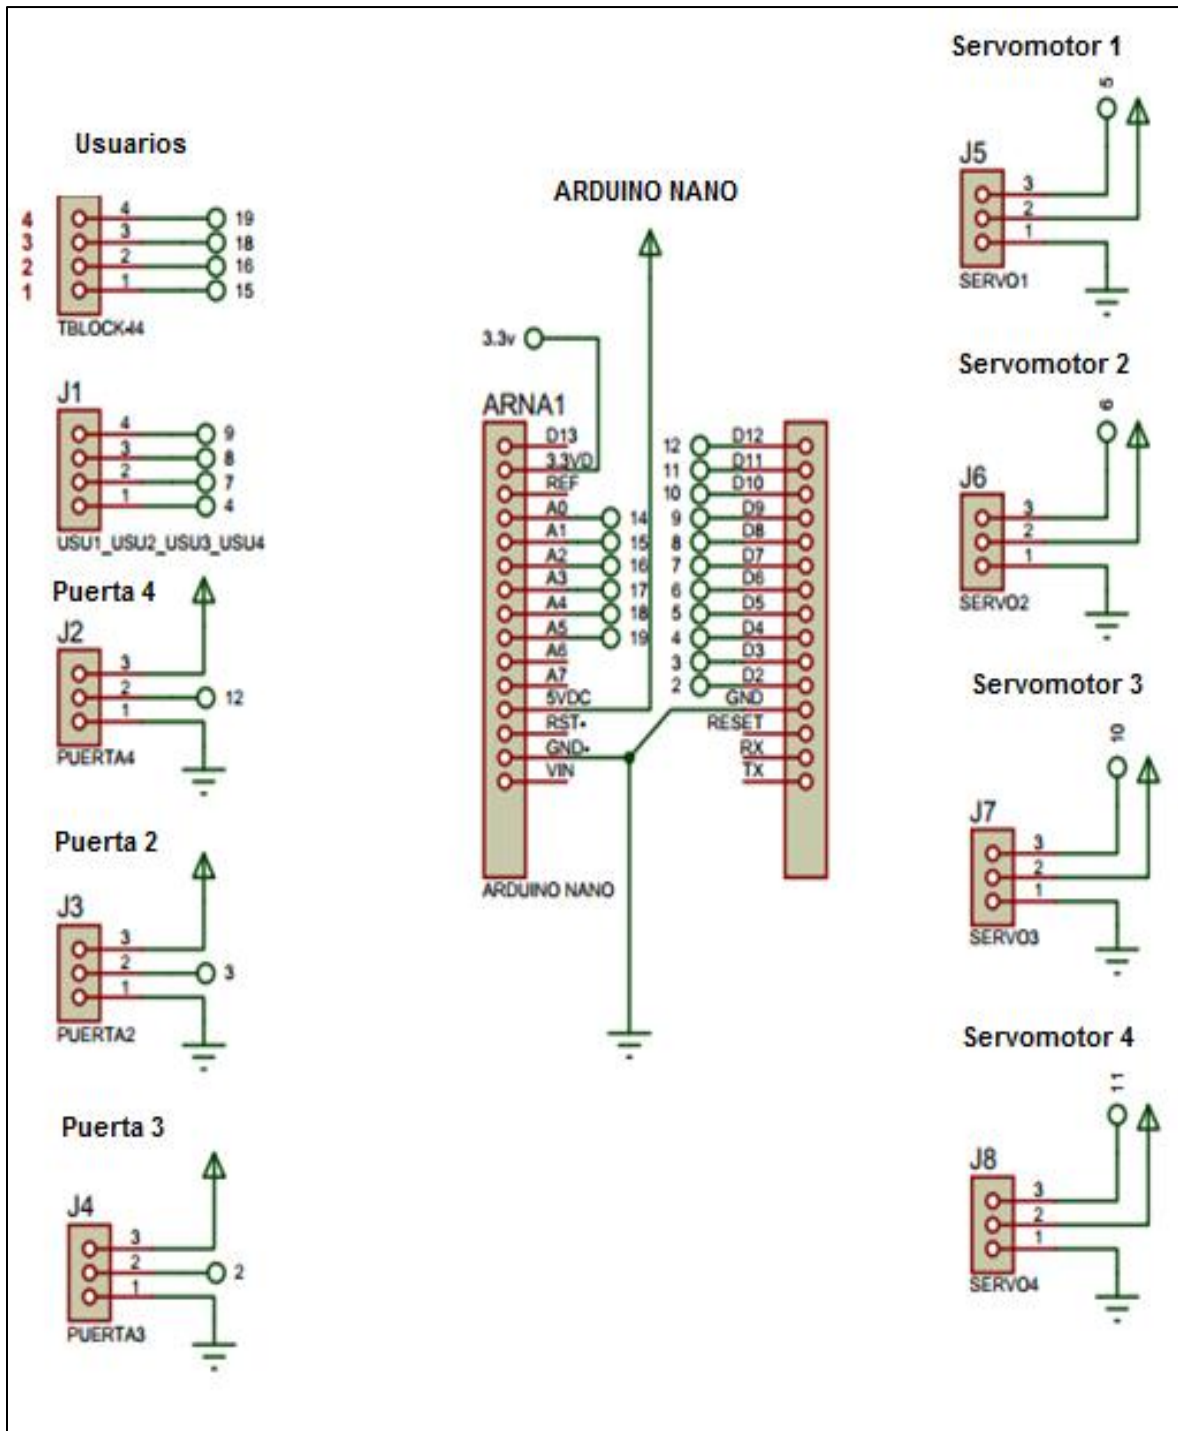 Usuarios
4 4 19
3 3 18
2 2 16
1 1 15
TBLOCK-I4
J1
4 9
3 8
2 7
1 4
USU1_USU2_USU3_USU4
Puerta 4
J2
3
2 12
1
PUERTA4
Puerta 2
J3
3
2 3
1
PUERTA2
Puerta 3
J4
3
2 2
1
PUERTA3
ARDUINO NANO
3.3v
ARNA1
D13
3.3VD
REF
A0 14
A1 15
A2 16
A3 17
A4 18
A5 19
A6
A7
5VDC
RST
GND
VIN
ARDUINO NANO
12 D12
11 D11
10 D10
9 D9
8 D8
7 D7
6 D6
5 D5
4 D4
3 D3
2 D2
GND
RESET
RX
TX
Servomotor 1
5
J5
3
2
1
SERVO1
Servomotor 2
6
J6
3
2
1
SERVO2
Servomotor 3
10
J7
3
2
1
SERVO3
Servomotor 4
11
J8
3
2
1
SERVO4